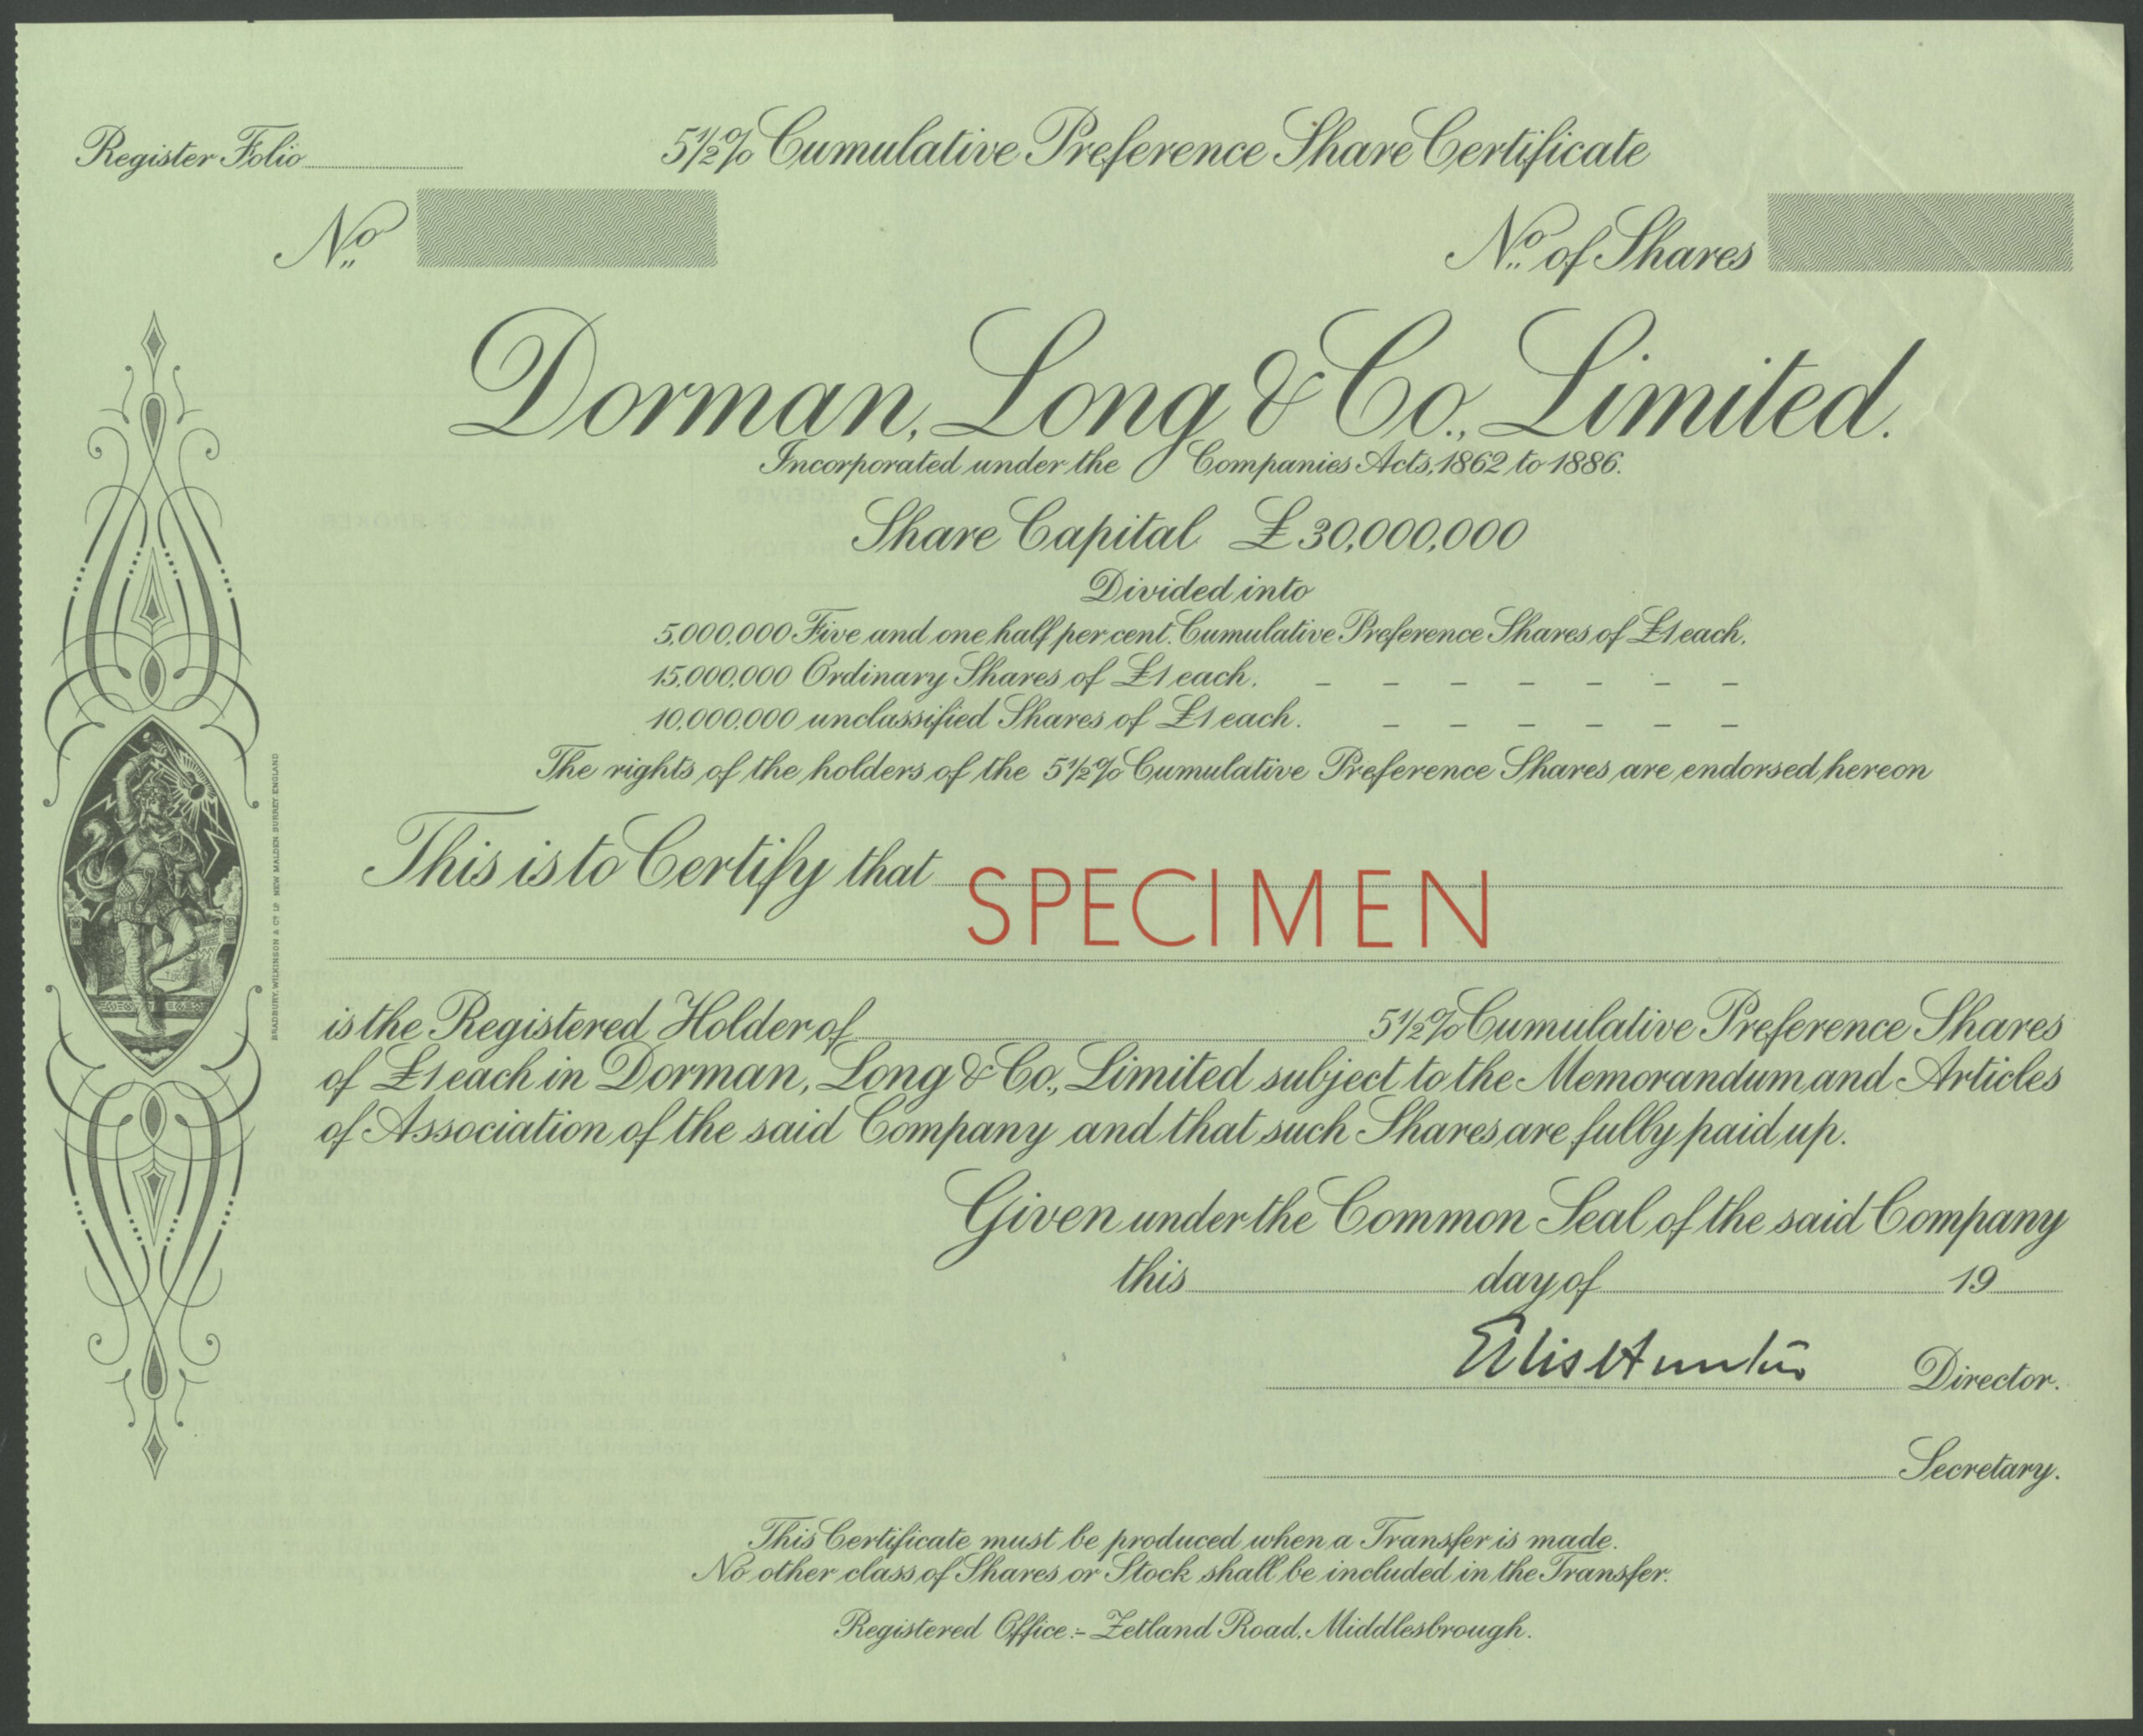 Register Folio
5½% Cumulative Preference Share Certificate
No
No. of Shares
Dorman, Long & Co., Limited.
Incorporated under the Companies Acts, 1862 to 1886.
Share Capital £30,000,000
Divided into
5,000,000 Five and one half per cent. Cumulative Preference Shares of £1 each.
15,000,000 Ordinary Shares of £1 each. – – – – – – –
10,000,000 unclassified Shares of £1 each. – – – – – –
The rights of the holders of the 5½% Cumulative Preference Shares are endorsed hereon
This is to Certify that
SPECIMEN
is the Registered Holder of 5½% Cumulative Preference Shares
of £1 each in Dorman, Long & Co., Limited subject to the Memorandum and Articles
of Association of the said Company and that such Shares are fully paid up.
Given under the Common Seal of the said Company
this day of 19
Ellis Hunter Director.
Secretary.
This Certificate must be produced when a Transfer is made.
No other class of Shares or Stock shall be included in the Transfer.
Registered Office:- Zetland Road, Middlesbrough.
BRADBURY, WILKINSON & Co. Ld. NEW MALDEN SURREY ENGLAND